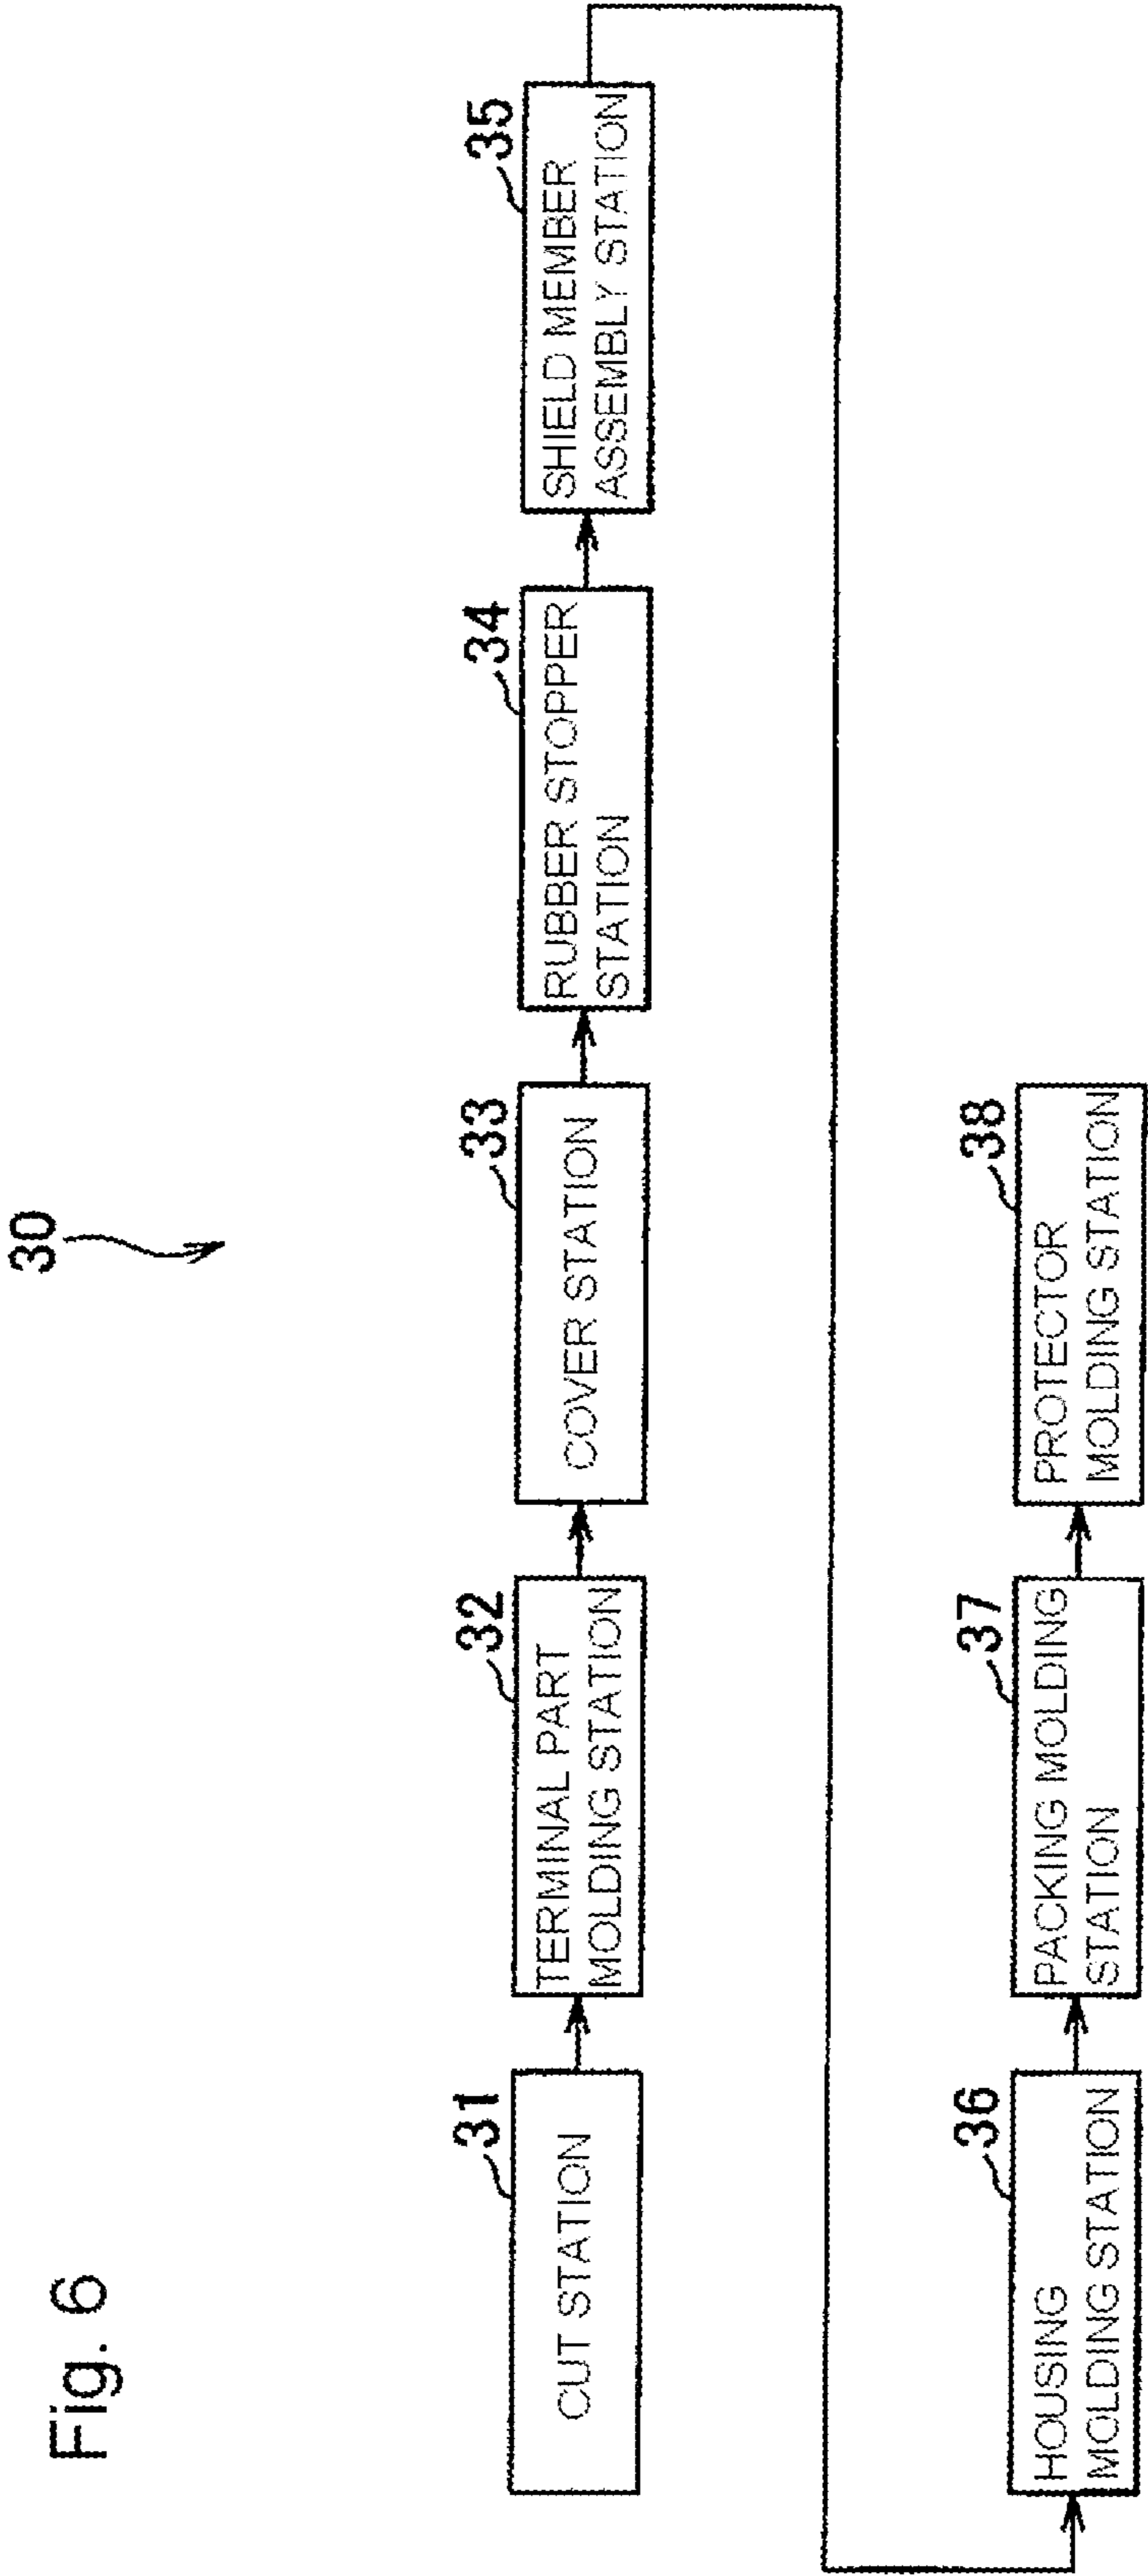 Fig. 6
30
31
CUT STATION
32
TERMINAL PART
MOLDING STATION
33
COVER STATION
34
RUBBER STOPPER
STATION
35
SHIELD MEMBER
ASSEMBLY STATION
36
HOUSING
MOLDING STATION
37
PACKING MOLDING
STATION
38
PROTECTOR
MOLDING STATION